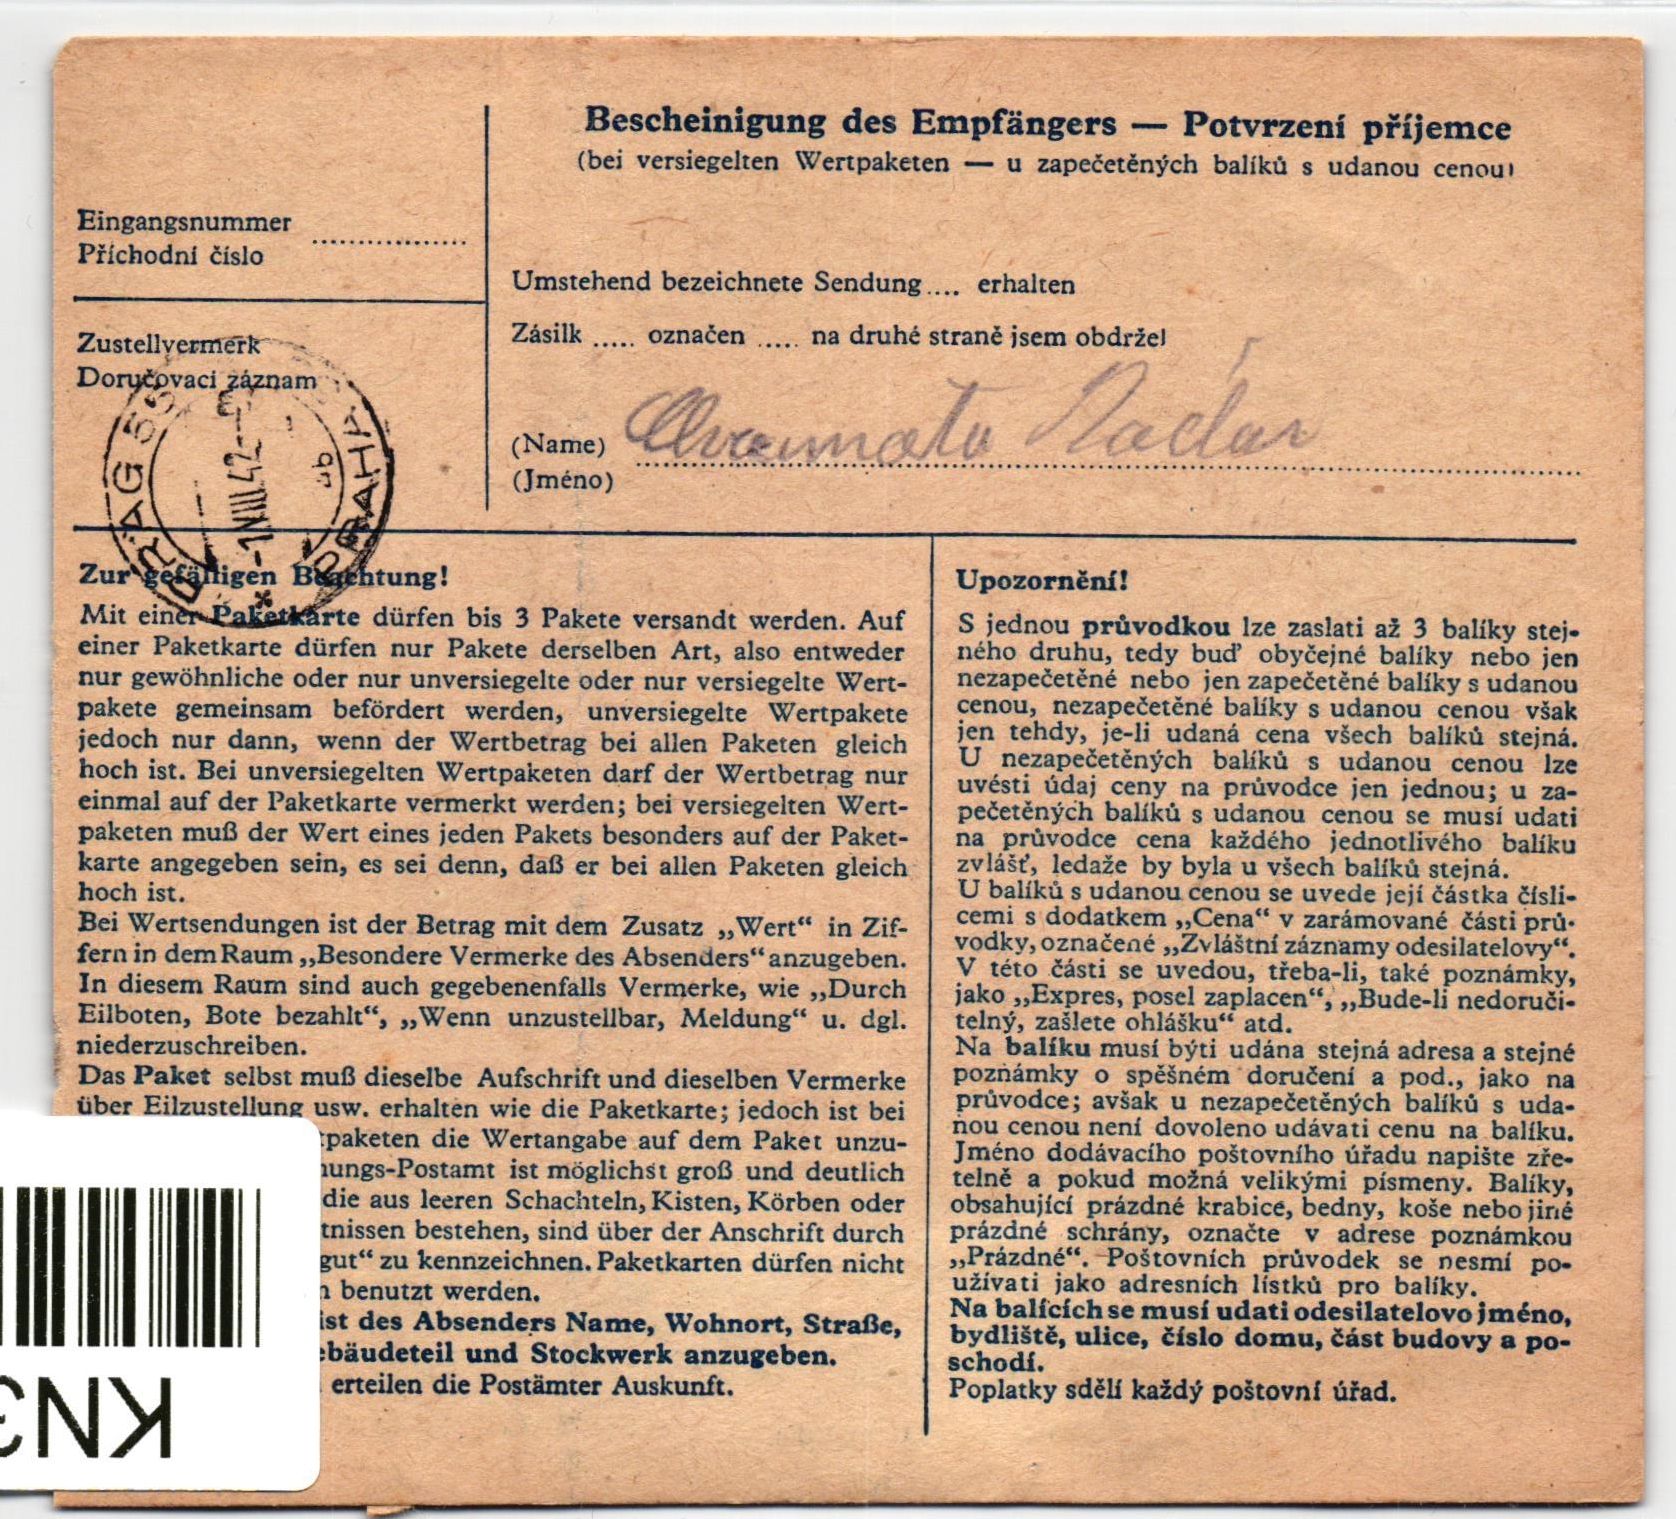 Bescheinigung des Empfängers — Potvrzení příjemce
(bei versiegelten Wertpaketen — u zapečetěných balíků s udanou cenou)
Eingangsnummer ..................
Příchodní číslo
Umstehend bezeichnete Sendung .... erhalten
Zásilk ..... označen ..... na druhé straně jsem obdržel
Zustellvermerk
Doručovací záznam
(Name)
(Jméno)
PRAG 55 PRAHA
-1.VIII.42
Zur gefälligen Beachtung!
Mit einer Paketkarte dürfen bis 3 Pakete versandt werden. Auf
einer Paketkarte dürfen nur Pakete derselben Art, also entweder
nur gewöhnliche oder nur unversiegelte oder nur versiegelte Wert-
pakete gemeinsam befördert werden, unversiegelte Wertpakete
jedoch nur dann, wenn der Wertbetrag bei allen Paketen gleich
hoch ist. Bei unversiegelten Wertpaketen darf der Wertbetrag nur
einmal auf der Paketkarte vermerkt werden; bei versiegelten Wert-
paketen muß der Wert eines jeden Pakets besonders auf der Paket-
karte angegeben sein, es sei denn, daß er bei allen Paketen gleich
hoch ist.
Bei Wertsendungen ist der Betrag mit dem Zusatz „Wert“ in Zif-
fern in dem Raum „Besondere Vermerke des Absenders“ anzugeben.
In diesem Raum sind auch gegebenenfalls Vermerke, wie „Durch
Eilboten, Bote bezahlt“, „Wenn unzustellbar, Meldung“ u. dgl.
niederzuschreiben.
Das Paket selbst muß dieselbe Aufschrift und dieselben Vermerke
über Eilzustellung usw. erhalten wie die Paketkarte; jedoch ist bei
tpaketen die Wertangabe auf dem Paket unzu-
nungs-Postamt ist möglichst groß und deutlich
die aus leeren Schachteln, Kisten, Körben oder
tnissen bestehen, sind über der Anschrift durch
gut“ zu kennzeichnen. Paketkarten dürfen nicht
n benutzt werden.
ist des Absenders Name, Wohnort, Straße,
ebäudeteil und Stockwerk anzugeben.
erteilen die Postämter Auskunft.
Upozornění!
S jednou průvodkou lze zaslati až 3 balíky stej-
ného druhu, tedy buď obyčejné balíky nebo jen
nezapečetěné nebo jen zapečetěné balíky s udanou
cenou, nezapečetěné balíky s udanou cenou však
jen tehdy, je-li udaná cena všech balíků stejná.
U nezapečetěných balíků s udanou cenou lze
uvésti údaj ceny na průvodce jen jednou; u za-
pečetěných balíků s udanou cenou se musí udati
na průvodce cena každého jednotlivého balíku
zvlášť, ledaže by byla u všech balíků stejná.
U balíků s udanou cenou se uvede její částka čísli-
cemi s dodatkem „Cena“ v zarámované části prů-
vodky, označené „Zvláštní záznamy odesilatelovy“.
V této části se uvedou, třeba-li, také poznámky,
jako „Expres, posel zaplacen“, „Bude-li nedoruči-
telný, zašlete ohlášku“ atd.
Na balíku musí býti udána stejná adresa a stejné
poznámky o spěšném doručení a pod., jako na
průvodce; avšak u nezapečetěných balíků s uda-
nou cenou není dovoleno udávati cenu na balíku.
Jméno dodávacího poštovního úřadu napište zře-
telně a pokud možná velikými písmeny. Balíky,
obsahující prázdné krabice, bedny, koše nebo jiné
prázdné schrány, označte v adrese poznámkou
„Prázdné“. Poštovních průvodek se nesmí po-
užívati jako adresních lístků pro balíky.
Na balících se musí udati odesilatelovo jméno,
bydliště, ulice, číslo domu, část budovy a po-
schodí.
Poplatky sdělí každý poštovní úřad.
KN3